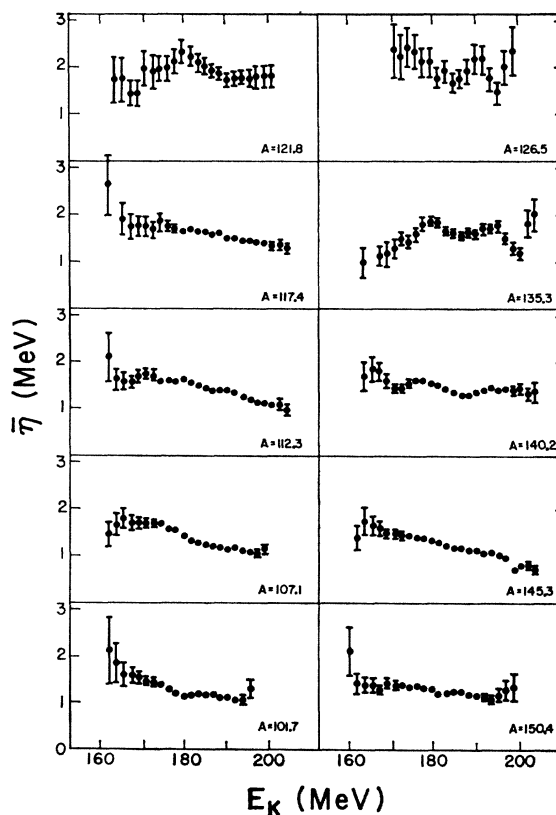 3
2
1
A=121.8
A=126.5
3
2
1
A=117.4
A=135.3
3
2
1
A=112.3
A=140.2
3
2
1
A=107.1
A=145.3
3
2
1
0
A=101.7
A=150.4
160 180 200 160 180 200
η̄ (MeV)
E_K (MeV)